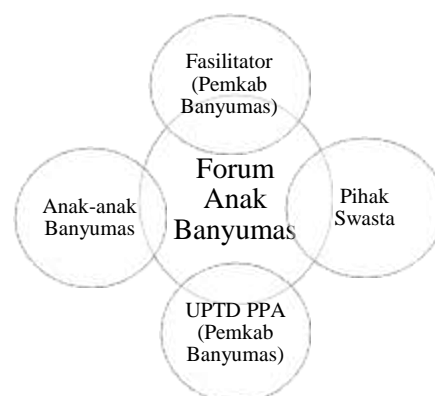 Fasilitator
(Pemkab
Banyumas)
Forum
Anak
Banyumas
Anak-anak
Banyumas
Pihak
Swasta
UPTD PPA
(Pemkab
Banyumas)